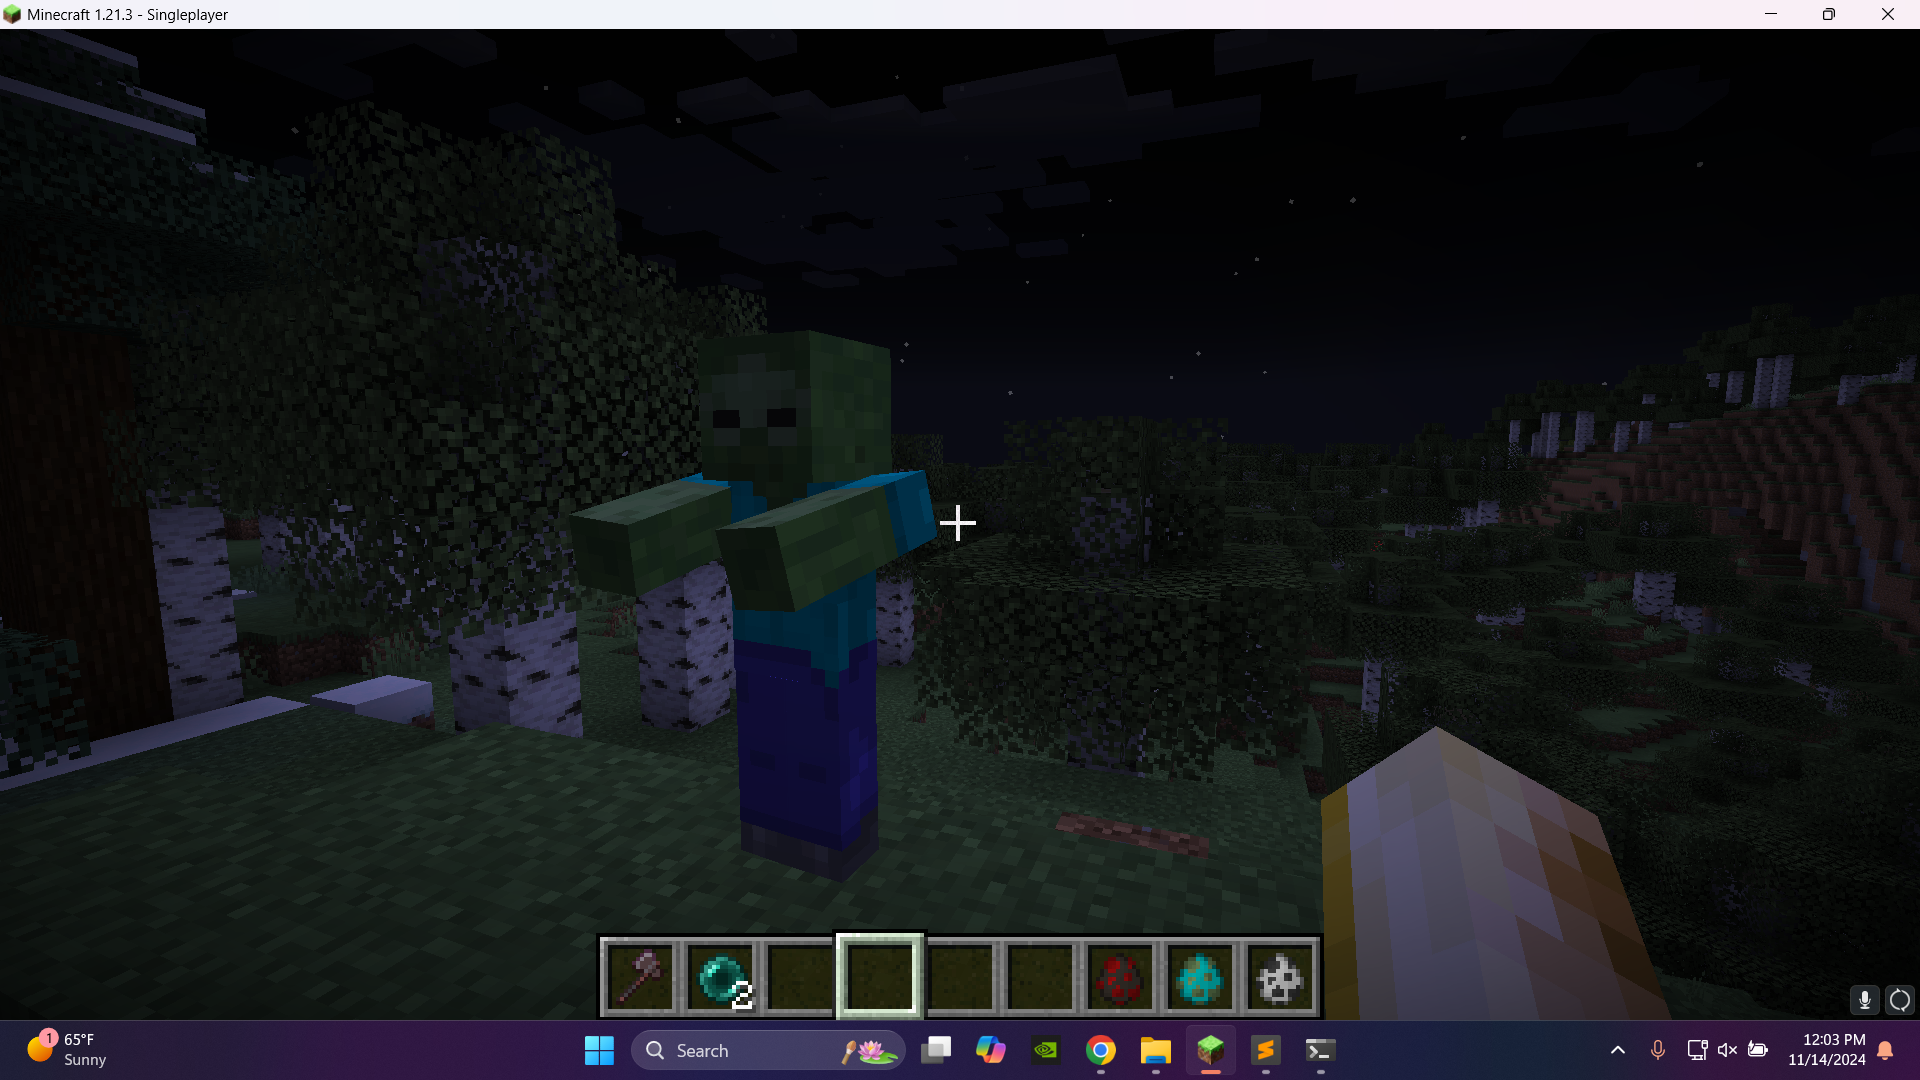 Minecraft 1.21.3 - Singleplayer
2
1
65°F
Sunny
Search
12:03 PM
11/14/2024